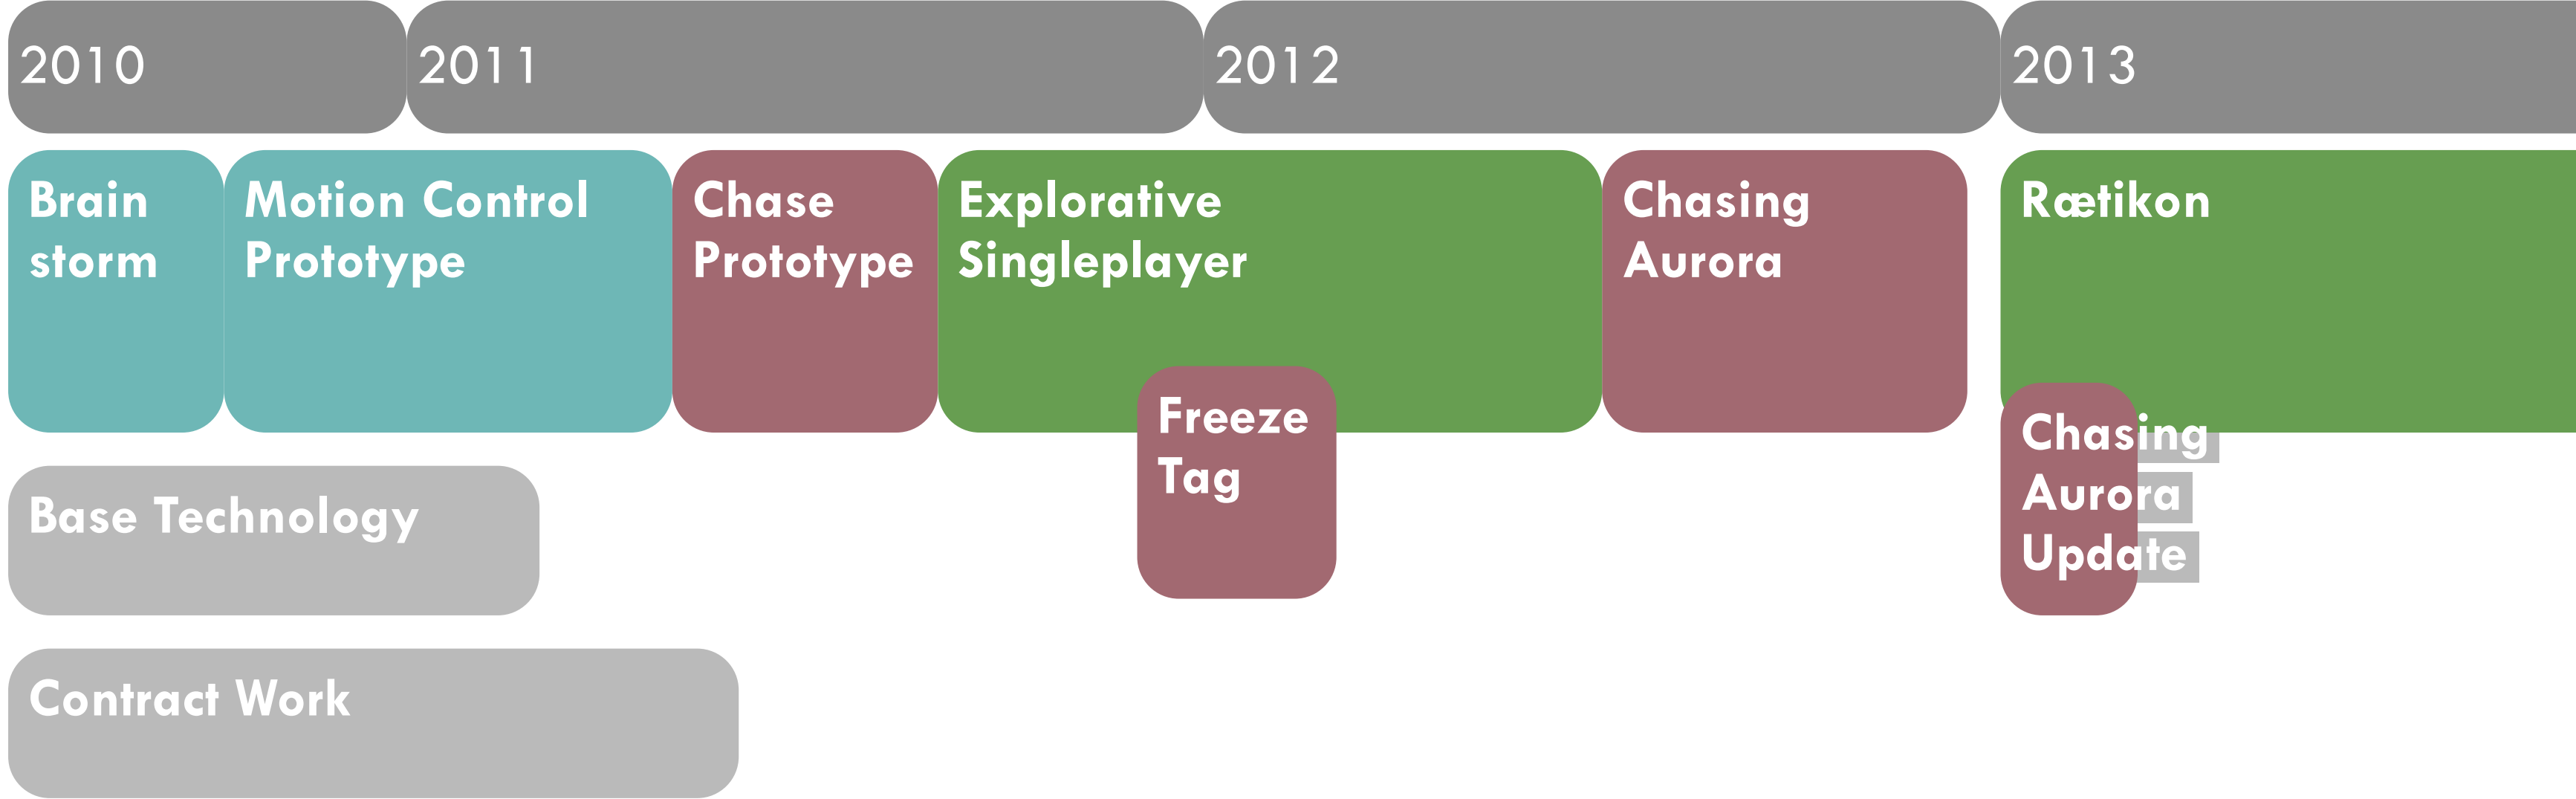 2010
2011
2012
2013
Brain
storm
Motion Control
Prototype
Chase
Prototype
Explorative
Singleplayer
Chasing
Aurora
Rætikon
Freeze
Tag
Chasing
Aurora
Update
Base Technology
Contract Work